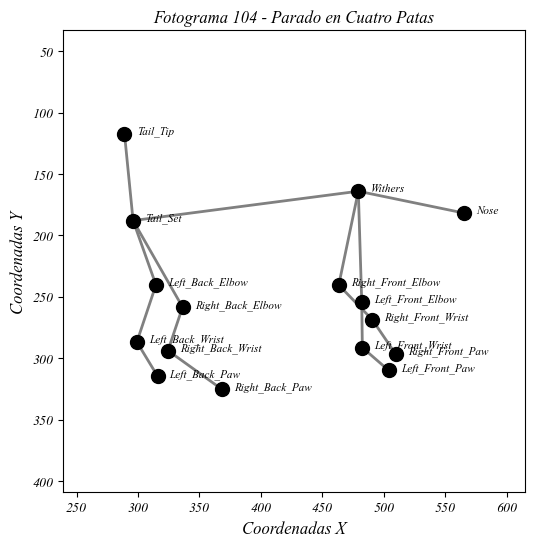 Fotograma 104 - Parado en Cuatro Patas
50
100
150
200
250
300
350
400
Coordenadas Y
Tail_Tip
Withers
Nose
Tail_Set
Left_Back_Elbow
Right_Front_Elbow
Left_Front_Elbow
Right_Back_Elbow
Right_Front_Wrist
Left_Back_Wrist
Left_Front_Wrist
Right_Back_Wrist
Right_Front_Paw
Left_Front_Paw
Left_Back_Paw
Right_Back_Paw
250 300 350 400 450 500 550 600
Coordenadas X